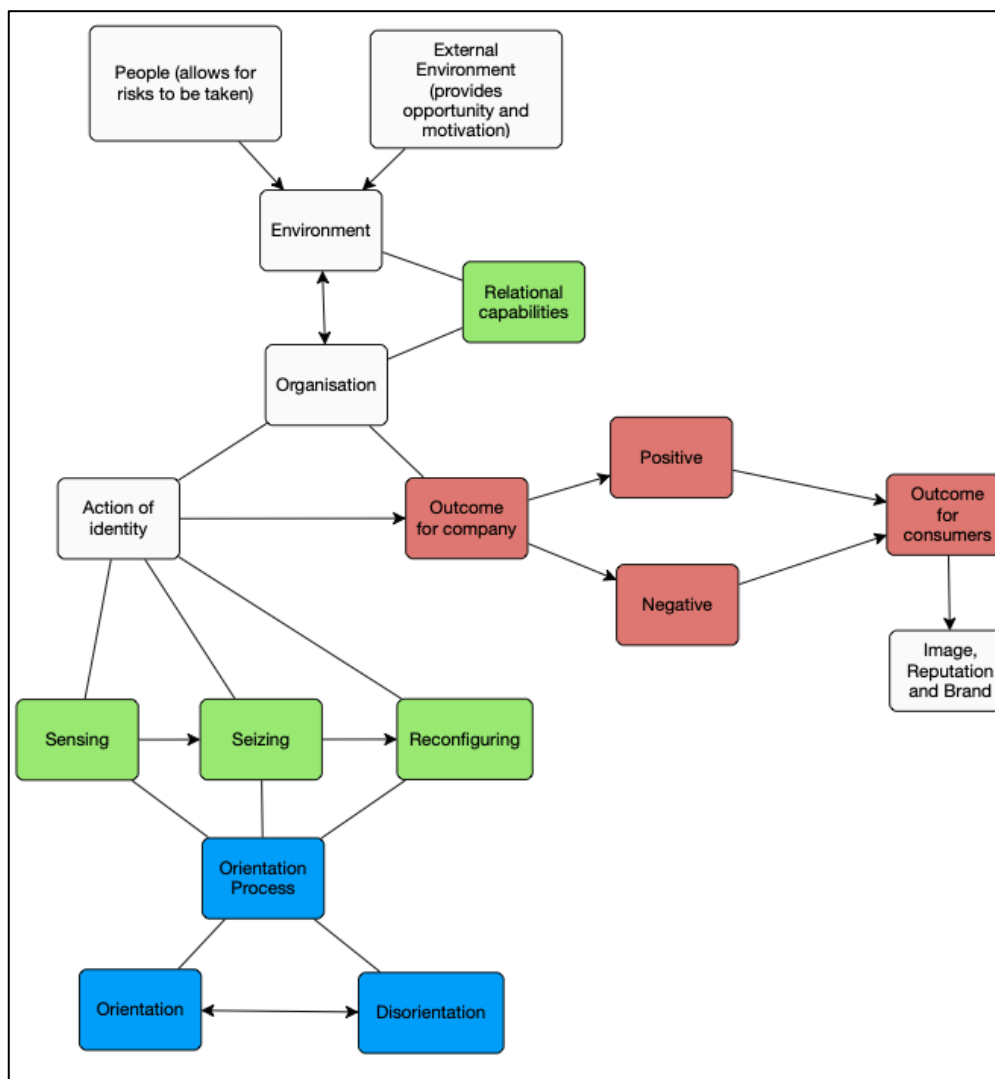 People (allows for
risks to be taken)
External
Environment
(provides
opportunity and
motivation)
Environment
Relational
capabilities
Organisation
Positive
Action of
identity
Outcome
for company
Outcome
for
consumers
Negative
Image,
Reputation
and Brand
Sensing
Seizing
Reconfiguring
Orientation
Process
Orientation
Disorientation